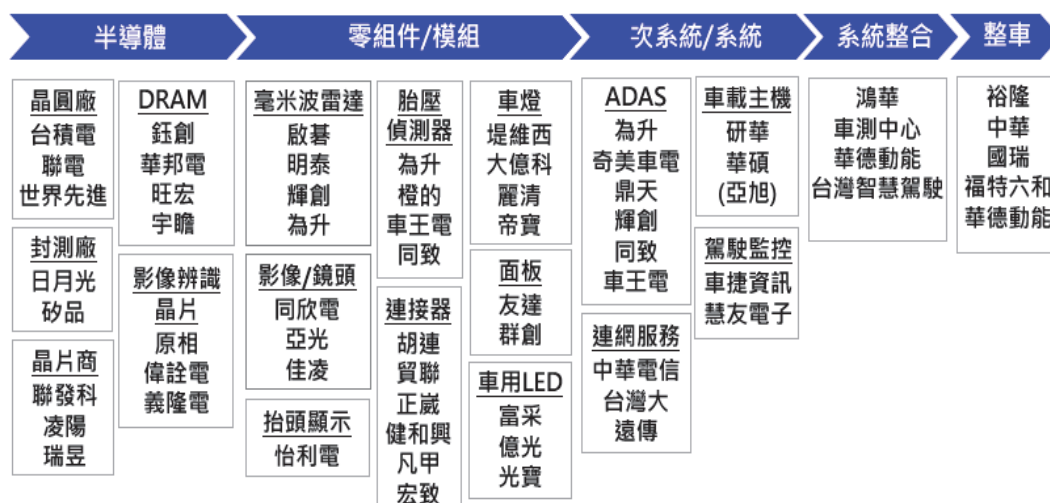 半導體
零組件/模組
次系統/系統
系統整合
整車
晶圓廠
台積電
聯電
世界先進
封測廠
日月光
矽品
晶片商
聯發科
凌陽
瑞昱
DRAM
鈺創
華邦電
旺宏
宇瞻
影像辨識
晶片
原相
偉詮電
義隆電
毫米波雷達
啟碁
明泰
輝創
為升
影像/鏡頭
同欣電
亞光
佳凌
抬頭顯示
怡利電
胎壓
偵測器
為升
橙的
車王電
同致
連接器
胡連
貿聯
正崴
健和興
凡甲
宏致
車燈
堤維西
大億科
麗清
帝寶
面板
友達
群創
車用LED
富采
億光
光寶
ADAS
為升
奇美車電
鼎天
輝創
同致
車王電
連網服務
中華電信
台灣大
遠傳
車載主機
研華
華碩
(亞旭)
駕駛監控
車捷資訊
慧友電子
鴻華
車測中心
華德動能
台灣智慧駕駛
裕隆
中華
國瑞
福特六和
華德動能